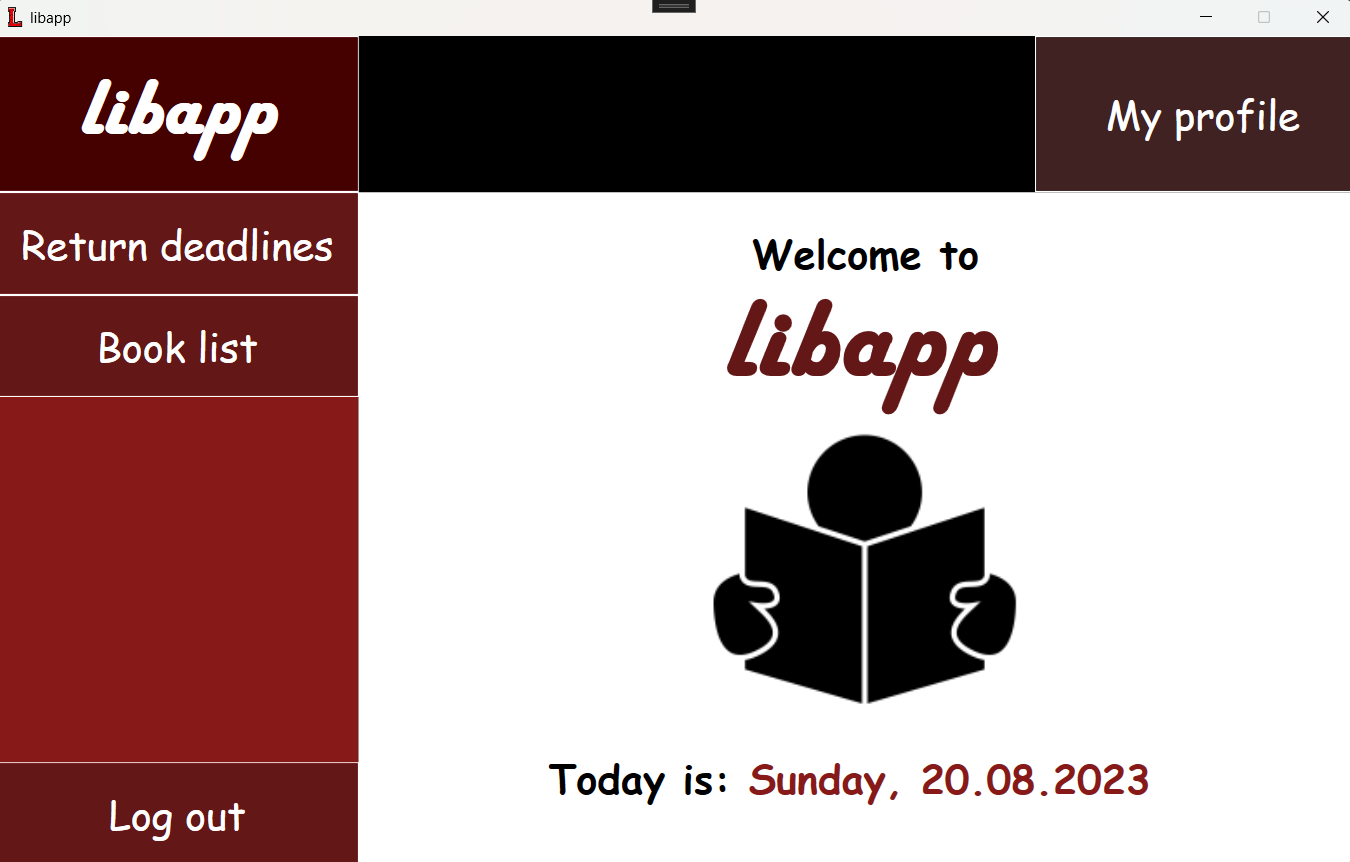 libapp
libapp
My profile
Return deadlines
Book list
Log out
Welcome to
libapp
Today is: Sunday, 20.08.2023